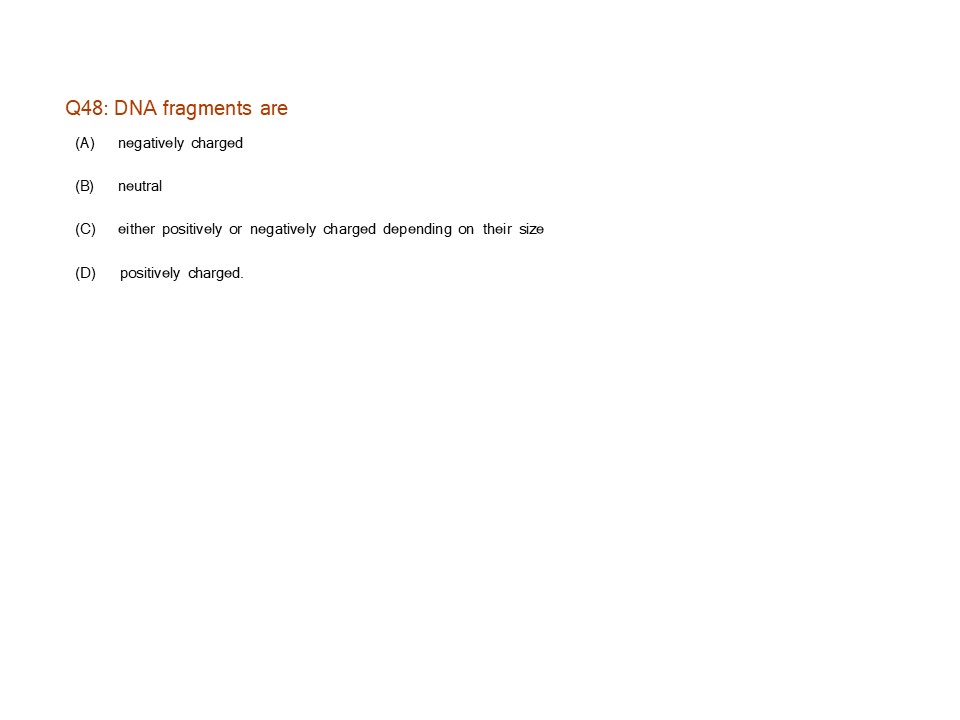 Q48: DNA fragments are
(A) negatively charged
(B) neutral
(C) either positively or negatively charged depending on their size
(D) positively charged.